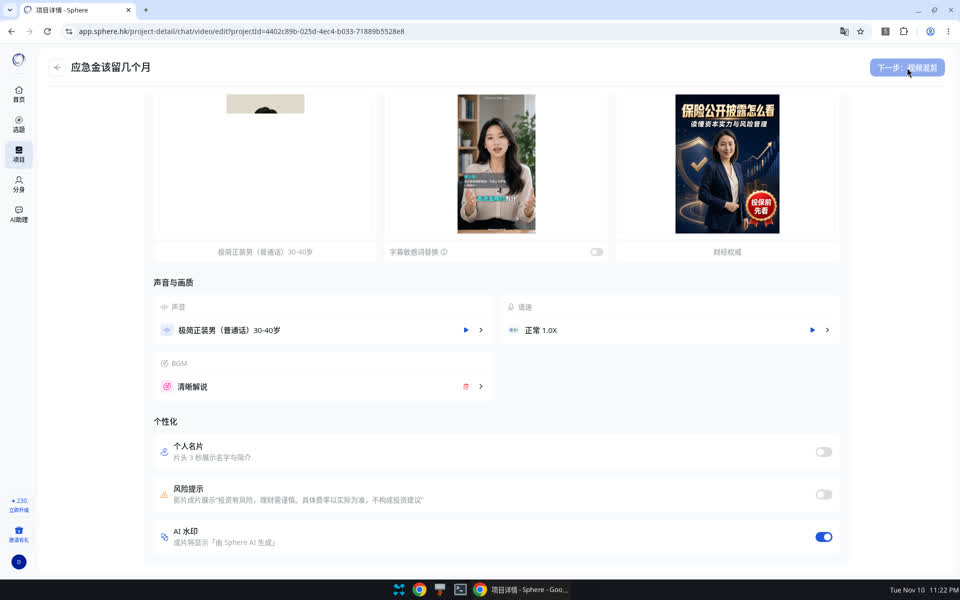 项目详情 - Sphere
app.sphere.hk/project-detail/chat/video/edit?projectId=4402c89b-025d-4ec4-b033-71889b5528e8
应急金该留几个月
下一步：视频混剪
首页
选题
项目
分身
AI助理
230
立即升级
邀请有礼
保险公开披露怎么看
读懂资本实力与风险管理
投保前
先看
极简正装男（普通话）30-40岁
字幕敏感词替换
财经权威
声音与画质
声音
极简正装男（普通话）30-40岁
语速
正常 1.0X
BGM
清晰解说
个性化
个人名片
片头 3 秒展示名字与简介
风险提示
影片成片展示"投资有风险，理财需谨慎。具体费率以实际为准，不构成投资建议"
AI 水印
成片将显示「由 Sphere AI 生成」
项目详情 - Sphere - Goo...
Tue Nov 10
11:22 PM